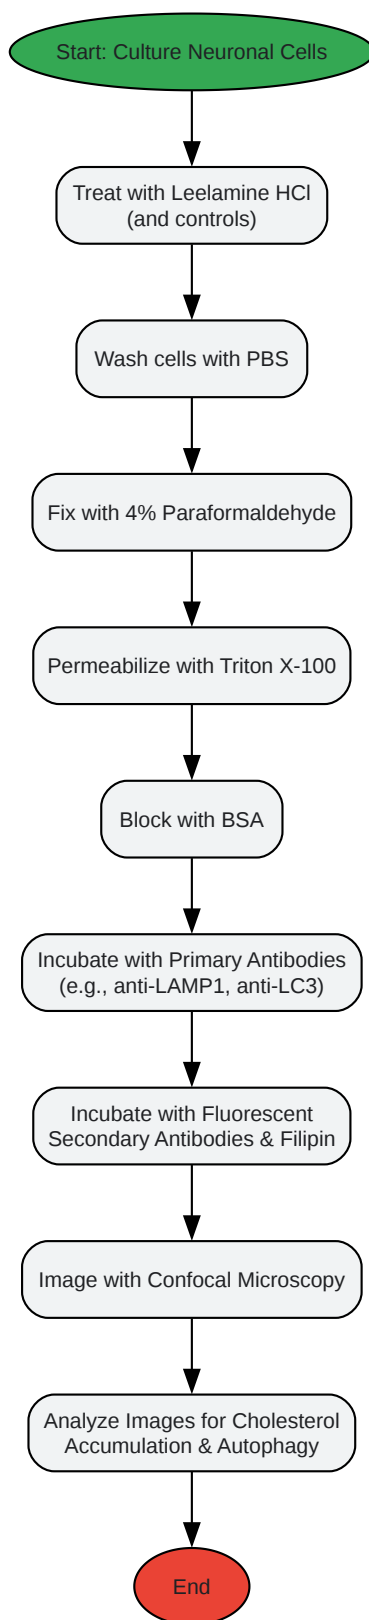 Start: Culture Neuronal Cells
Treat with Leelamine HCl
(and controls)
Wash cells with PBS
Fix with 4% Paraformaldehyde
Permeabilize with Triton X-100
Block with BSA
Incubate with Primary Antibodies
(e.g., anti-LAMP1, anti-LC3)
Incubate with Fluorescent
Secondary Antibodies & Filipin
Image with Confocal Microscopy
Analyze Images for Cholesterol
Accumulation & Autophagy
End